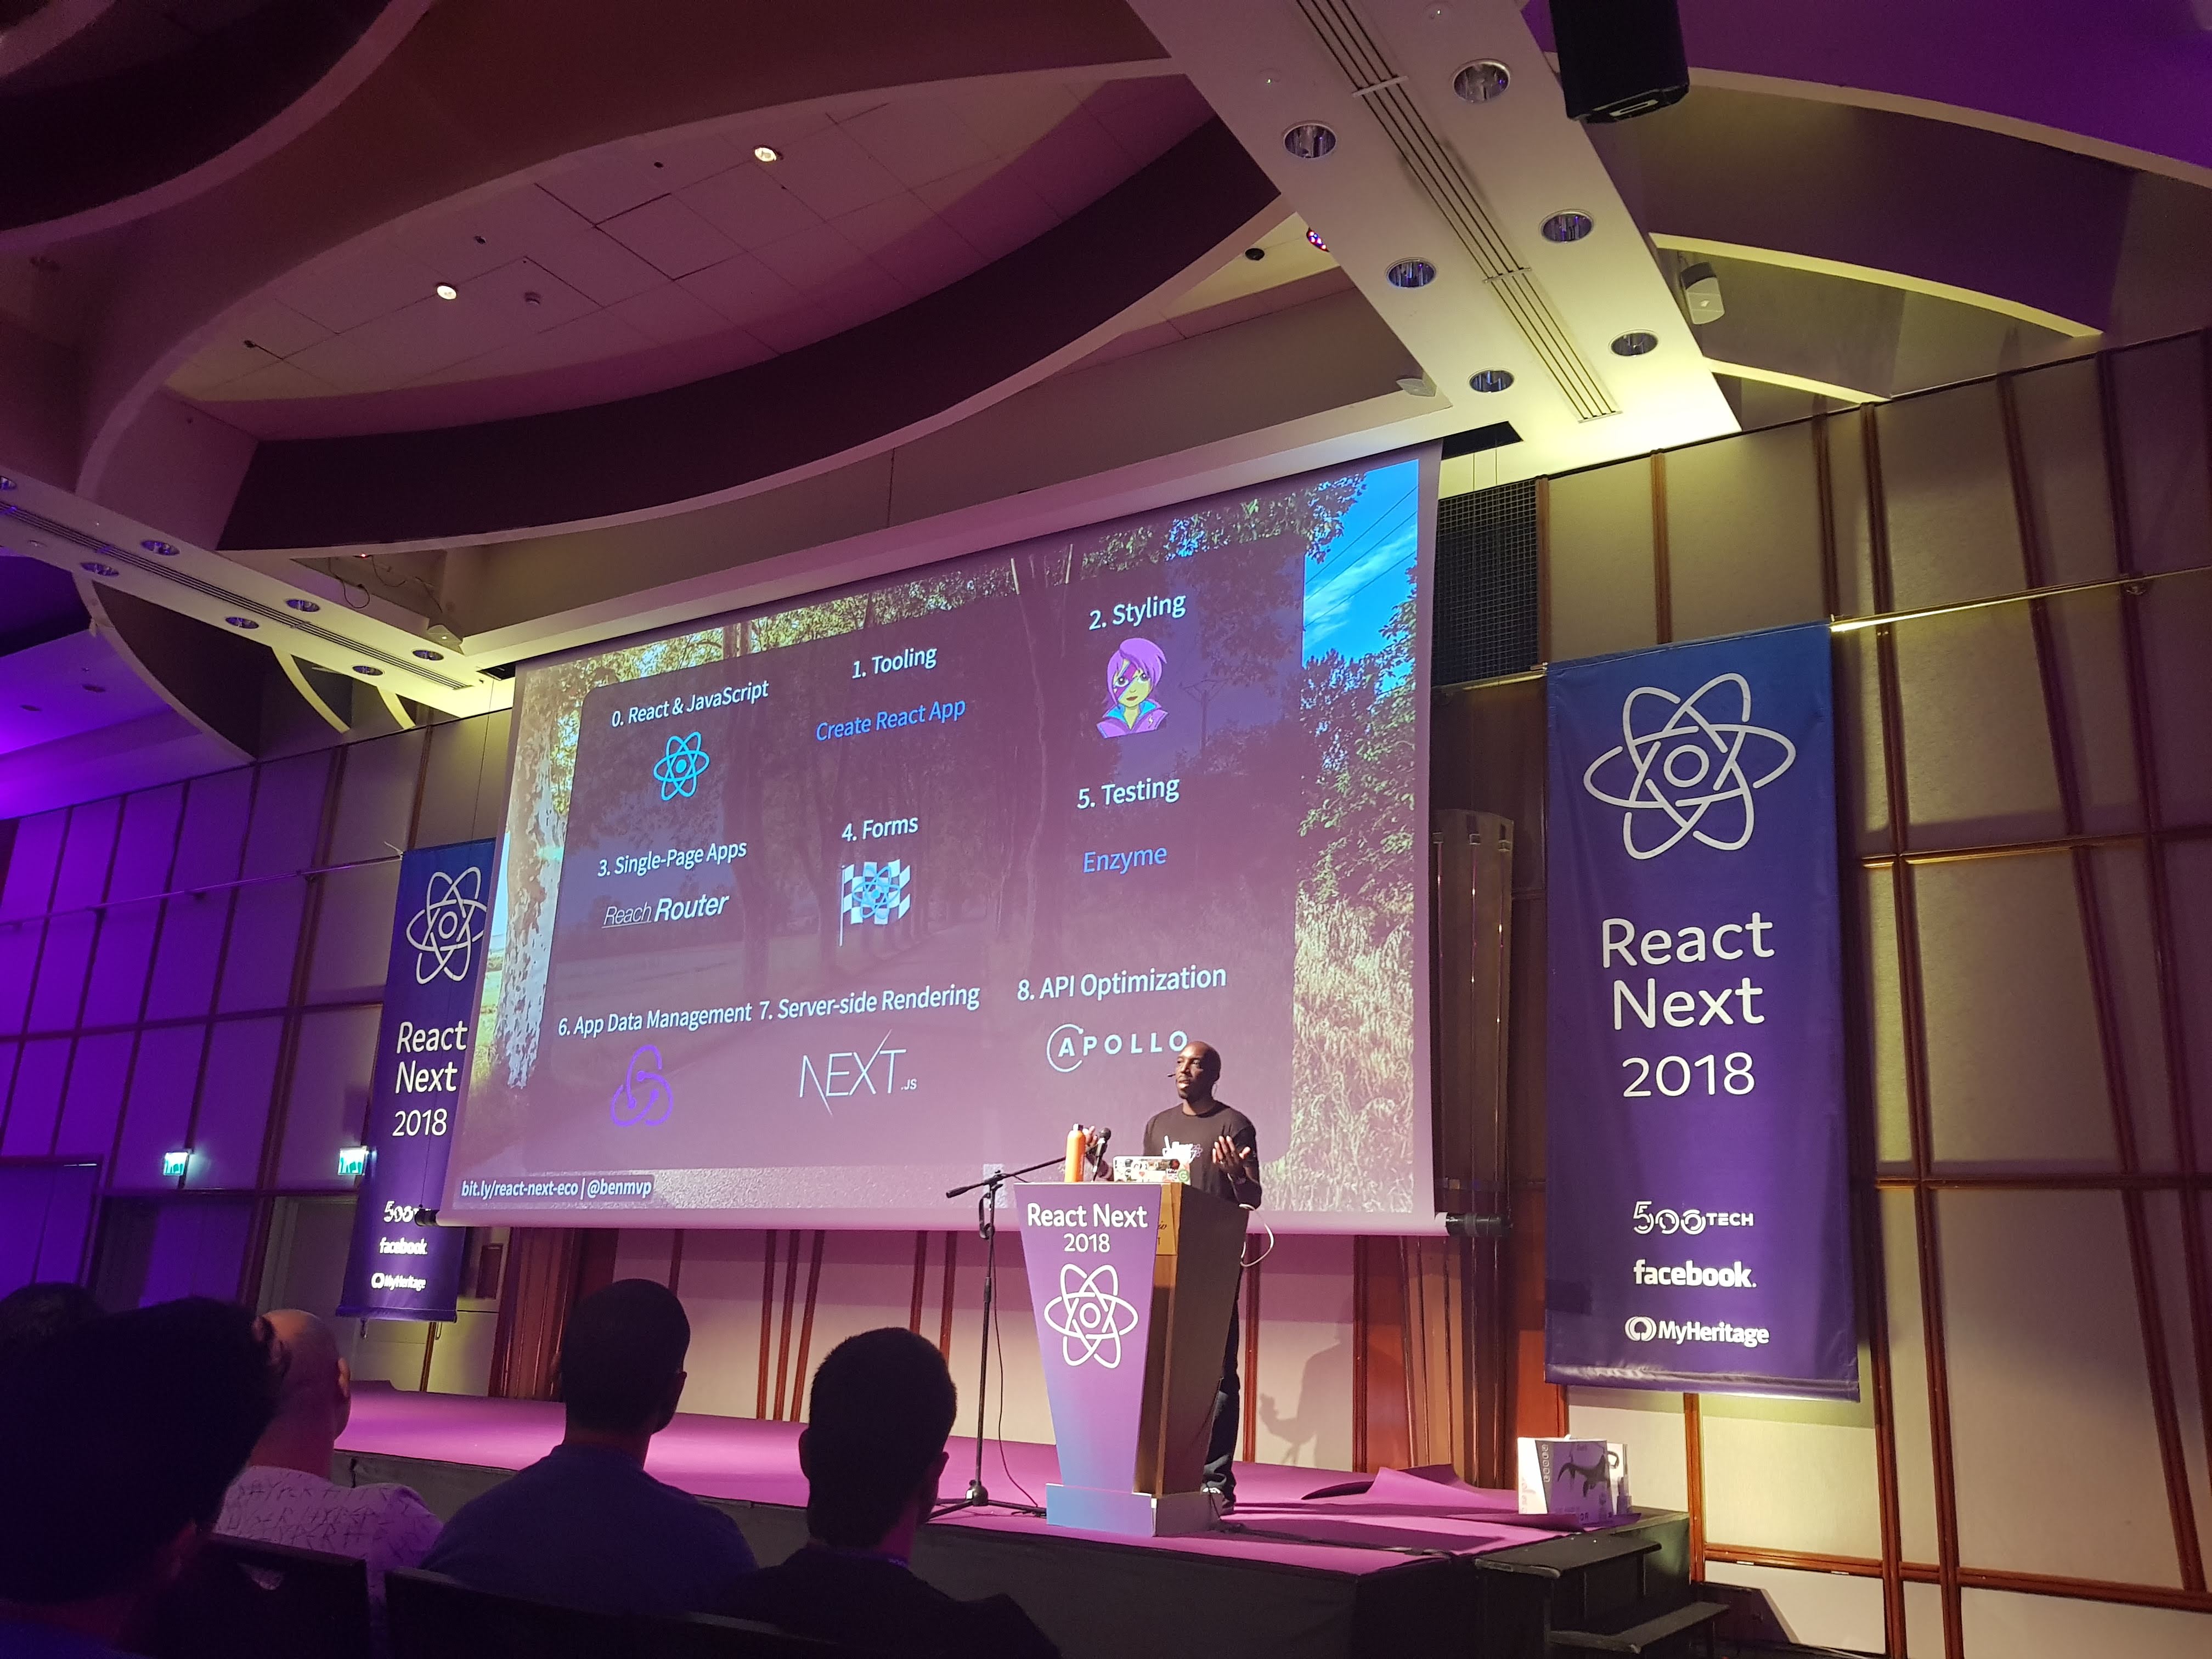 0. React & JavaScript
1. Tooling
Create React App
2. Styling
3. Single-Page Apps
Reach Router
4. Forms
5. Testing
Enzyme
6. App Data Management
7. Server-side Rendering
NEXT.JS
8. API Optimization
APOLLO
bit.ly/react-next-eco | @benmvp
React
Next
2018
500
facebook.
MyHeritage
React Next
2018
React
Next
2018
500TECH
facebook.
MyHeritage